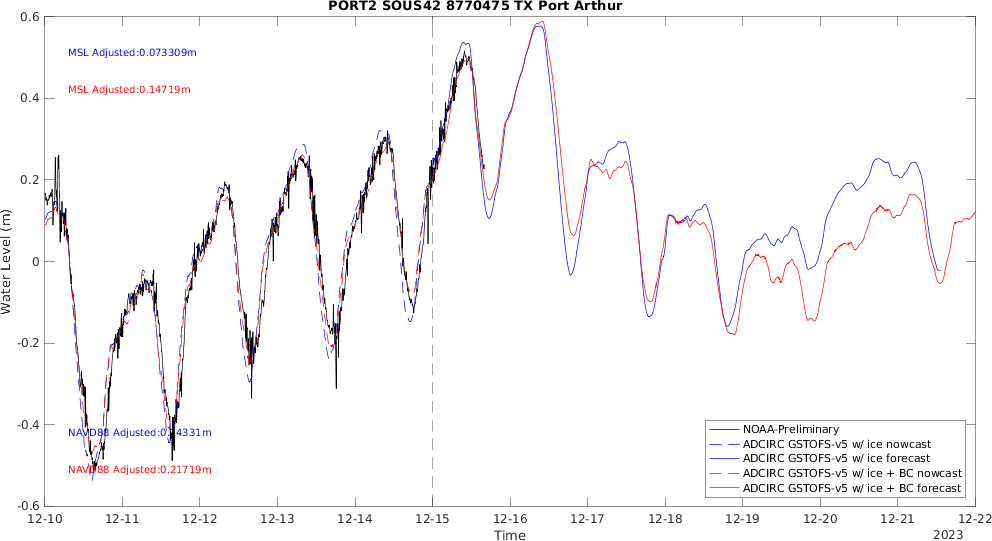 PORT2 SOUS42 8770475 TX Port Arthur
MSL Adjusted:0.073309m
MSL Adjusted:0.14719m
NAVD88 Adjusted:0.14331m
NAVD88 Adjusted:0.21719m
Water Level (m)
0.6
0.4
0.2
0
-0.2
-0.4
-0.6
NOAA-Preliminary
ADCIRC GSTOFS-v5 w/ ice nowcast
ADCIRC GSTOFS-v5 w/ ice forecast
ADCIRC GSTOFS-v5 w/ ice + BC nowcast
ADCIRC GSTOFS-v5 w/ ice + BC forecast
12-10 12-11 12-12 12-13 12-14 12-15 12-16 12-17 12-18 12-19 12-20 12-21 12-22
Time
2023